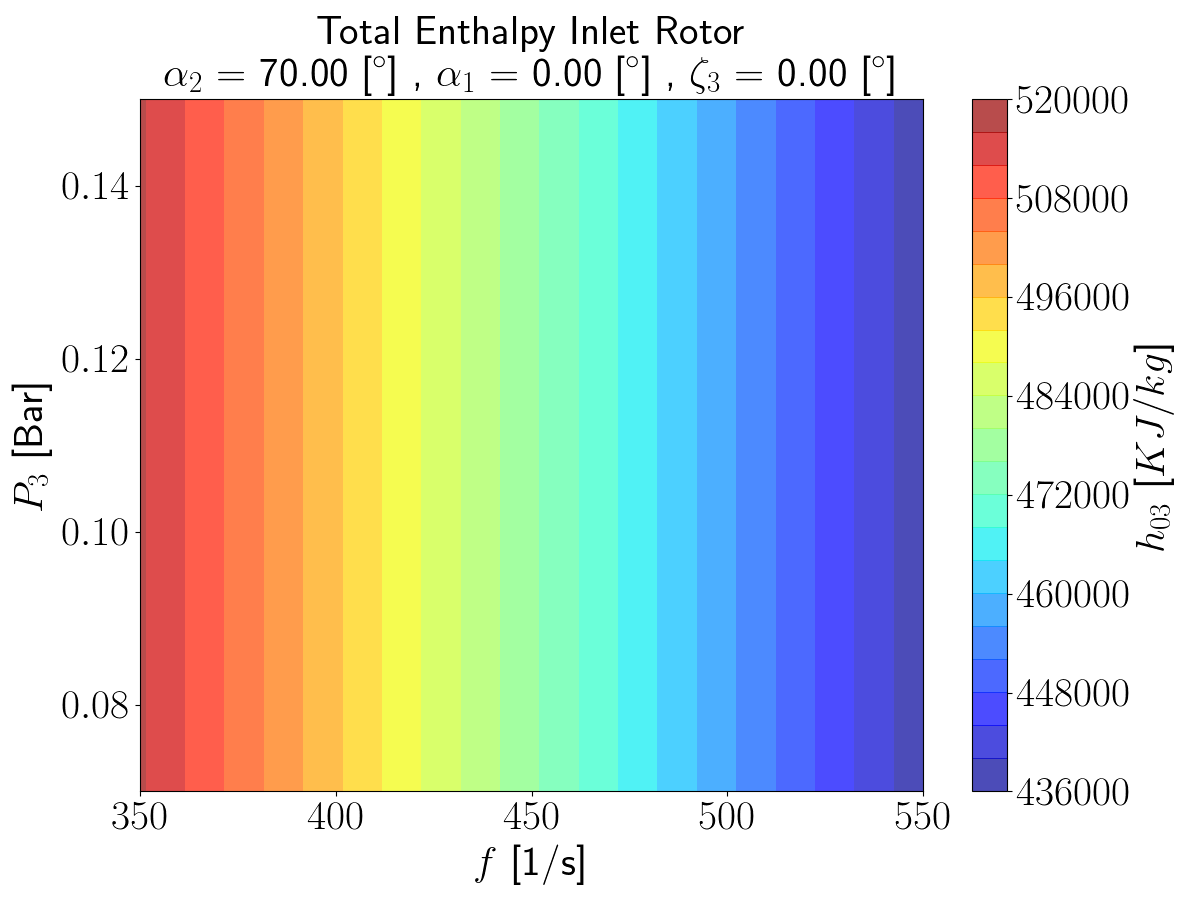 Total Enthalpy Inlet Rotor
α₂ = 70.00 [°] , α₁ = 0.00 [°] , ζ₃ = 0.00 [°]
0.14
0.12
0.10
0.08
P₃ [Bar]
350 400 450 500 550
f [1/s]
520000
508000
496000
484000
472000
460000
448000
436000
h₀₃ [KJ/kg]